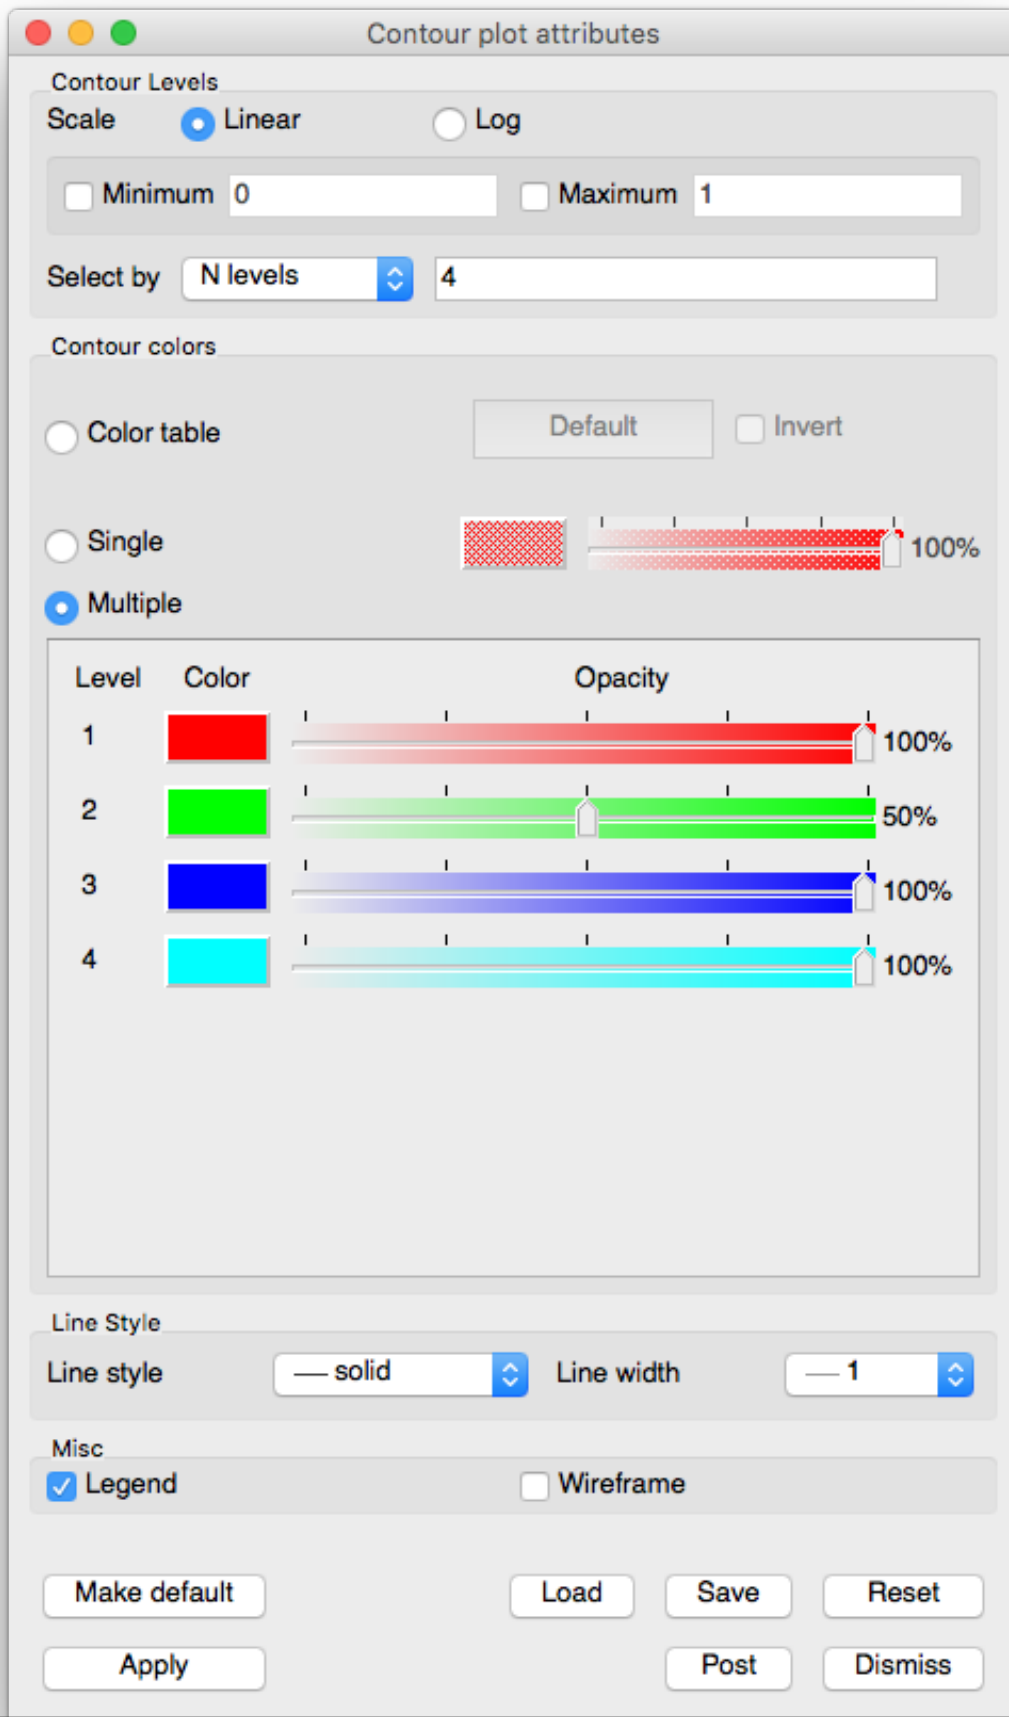 Contour plot attributes
Contour Levels
Scale Linear Log
Minimum 0 Maximum 1
Select by N levels 4
Contour colors
Color table Default Invert
Single 100%
Multiple
Level Color Opacity
1 100%
2 50%
3 100%
4 100%
Line Style
Line style solid Line width 1
Misc
Legend Wireframe
Make default Load Save Reset
Apply Post Dismiss